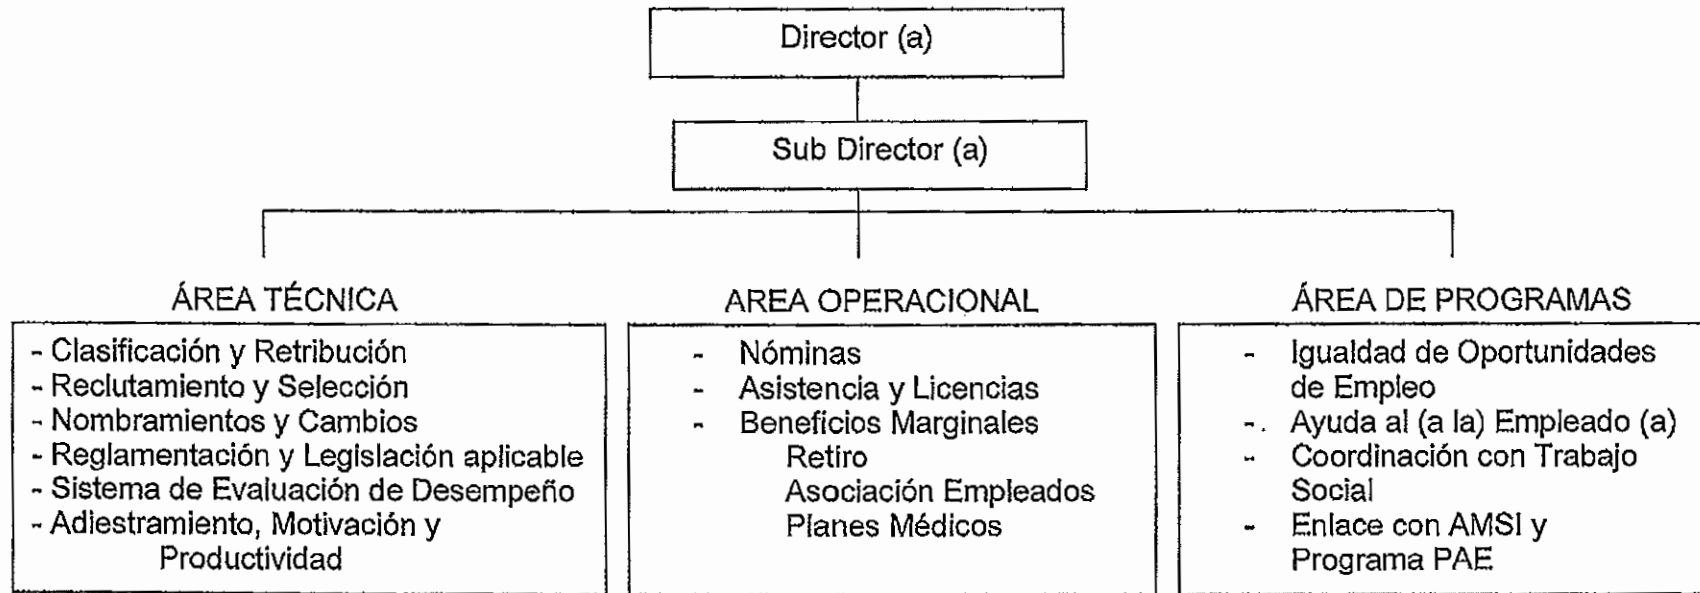 Director (a)
Sub Director (a)
ÁREA TÉCNICA
- Clasificación y Retribución
- Reclutamiento y Selección
- Nombramientos y Cambios
- Reglamentación y Legislación aplicable
- Sistema de Evaluación de Desempeño
- Adiestramiento, Motivación y
Productividad
AREA OPERACIONAL
- Nóminas
- Asistencia y Licencias
- Beneficios Marginales
Retiro
Asociación Empleados
Planes Médicos
ÁREA DE PROGRAMAS
- Igualdad de Oportunidades
de Empleo
- Ayuda al (a la) Empleado (a)
- Coordinación con Trabajo
Social
- Enlace con AMSI y
Programa PAE